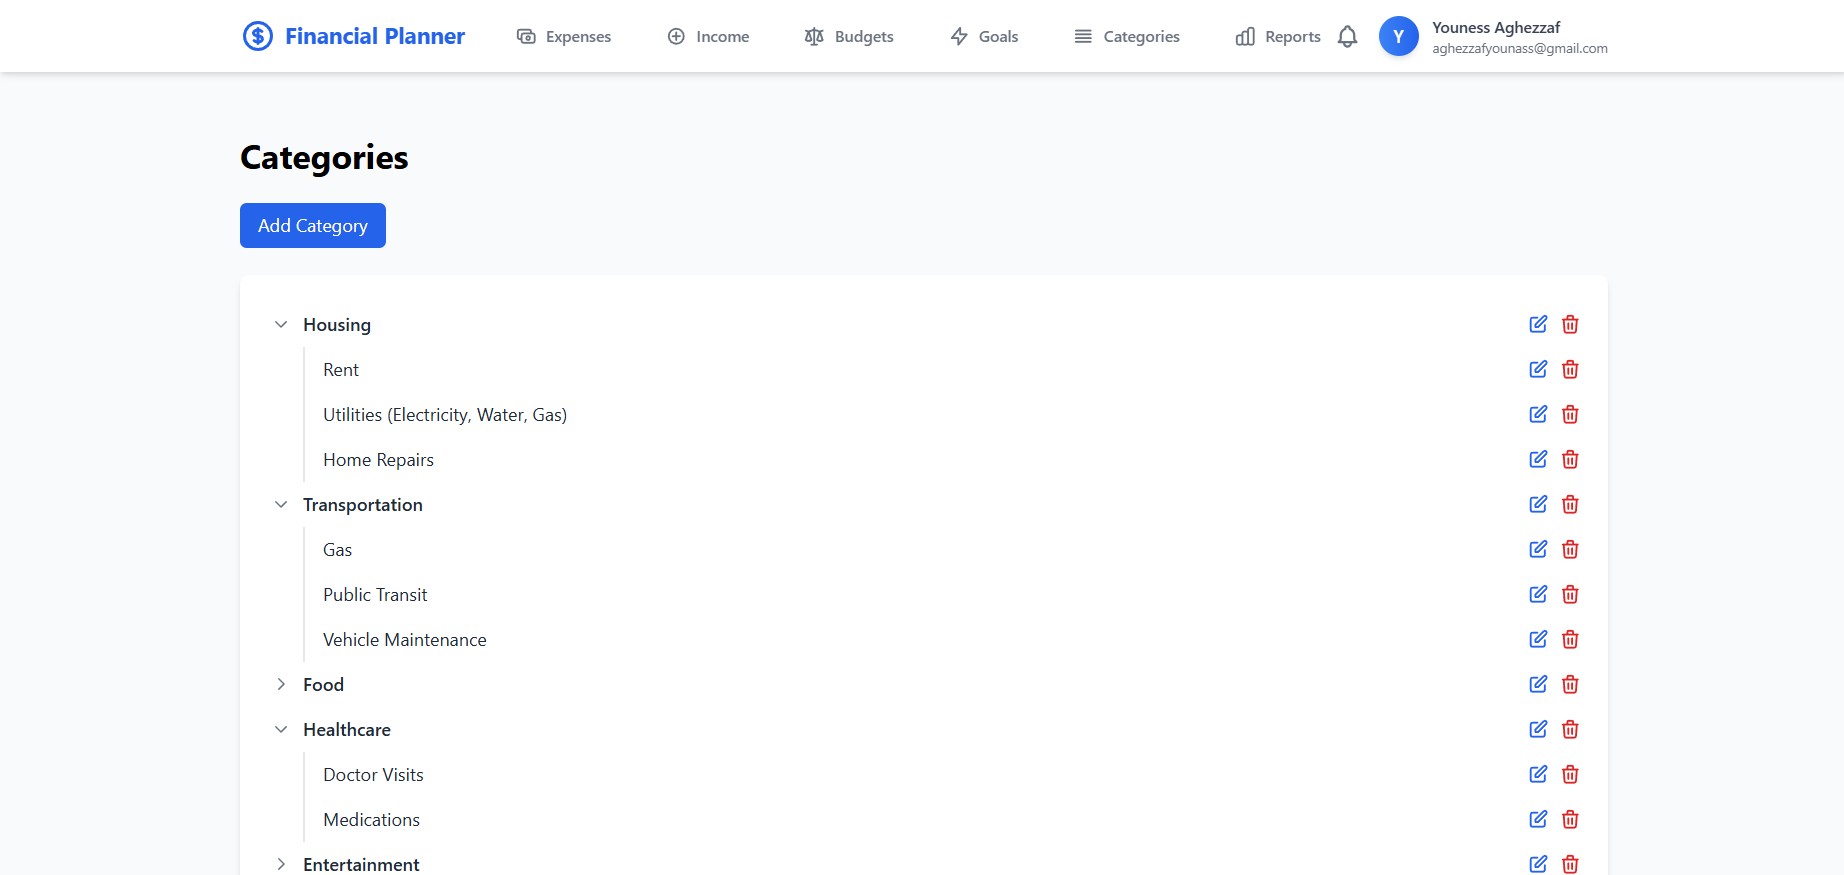 Financial Planner
Expenses
Income
Budgets
Goals
Categories
Reports
Y
Youness Aghezzaf
aghezzafyounass@gmail.com
Categories
Add Category
Housing
Rent
Utilities (Electricity, Water, Gas)
Home Repairs
Transportation
Gas
Public Transit
Vehicle Maintenance
Food
Healthcare
Doctor Visits
Medications
Entertainment